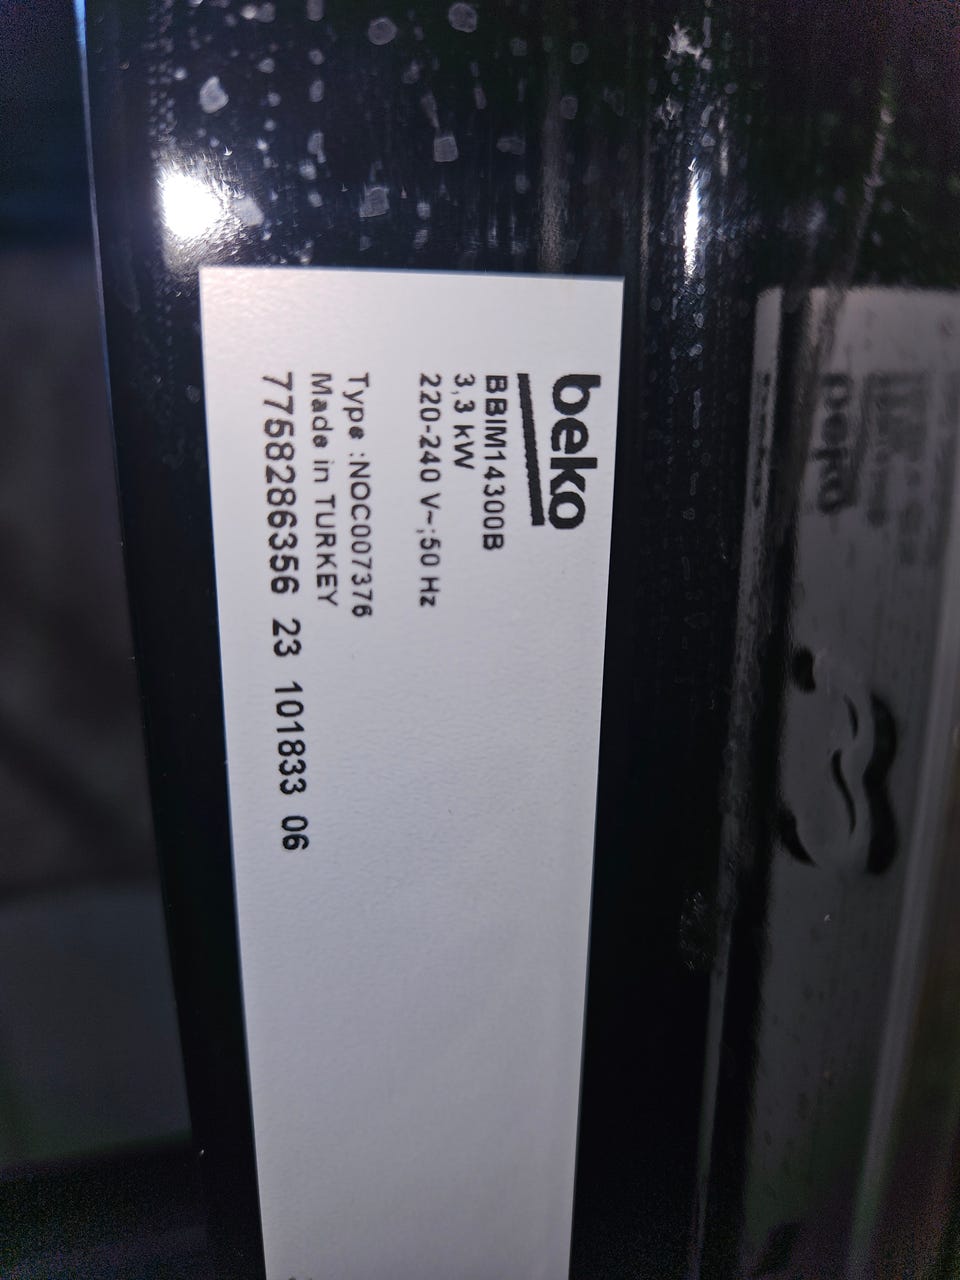 beko
BBIM14300B
3,3 kW
220-240 V~;50 Hz
Type :NOC007376
Made in TURKEY
7758286356 23 101833 06